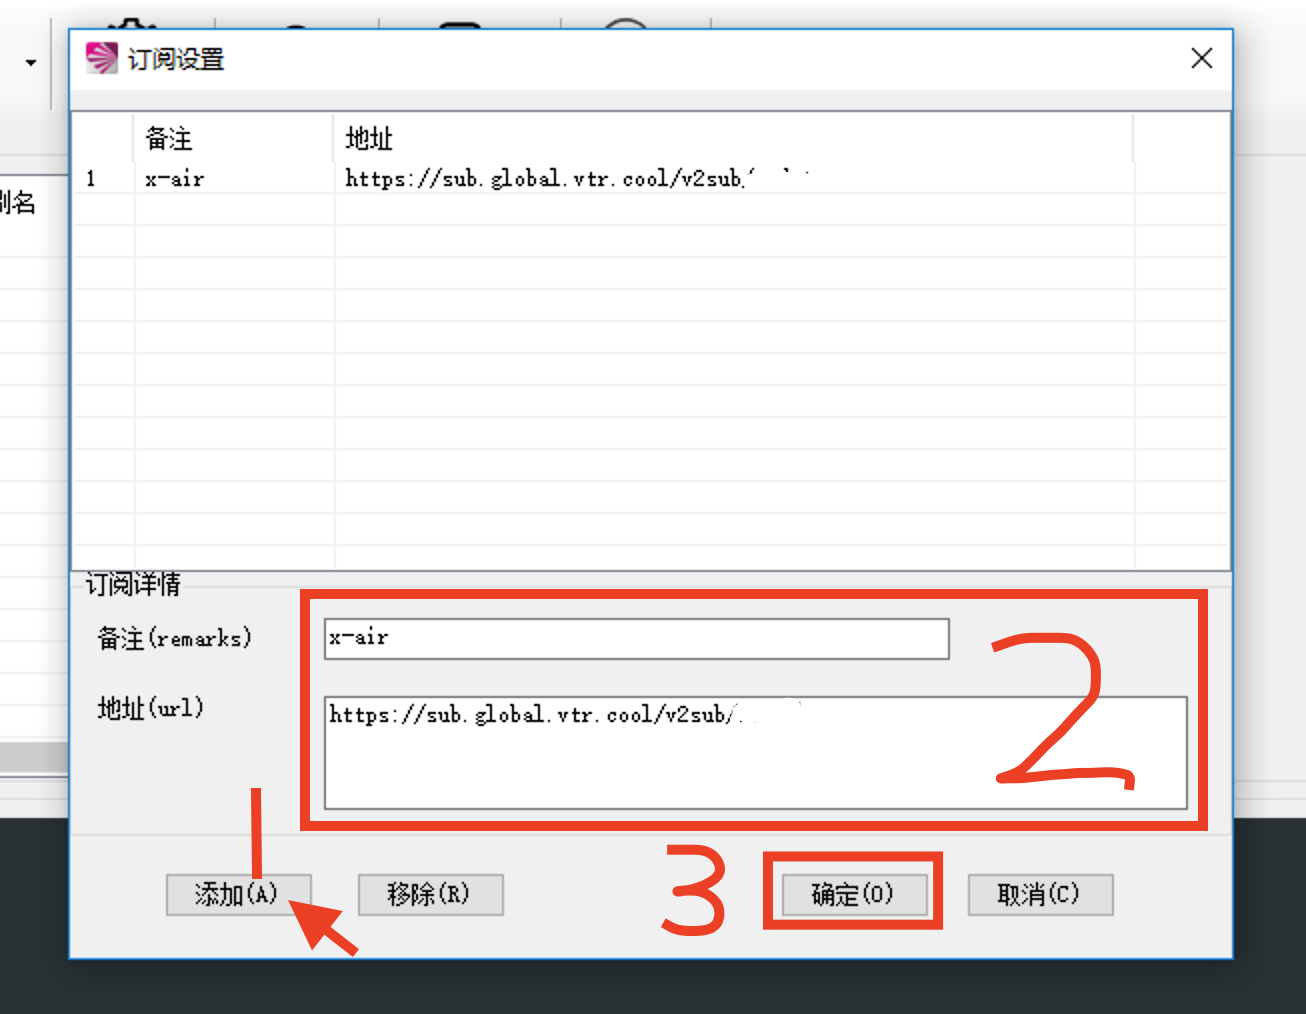 订阅设置
备注 地址
1 x-air https://sub.global.vtr.cool/v2sub
别名
订阅详情
备注(remarks) x-air
2
地址(url) https://sub.global.vtr.cool/v2sub/
1
3
添加(A) 移除(R) 确定(O) 取消(C)